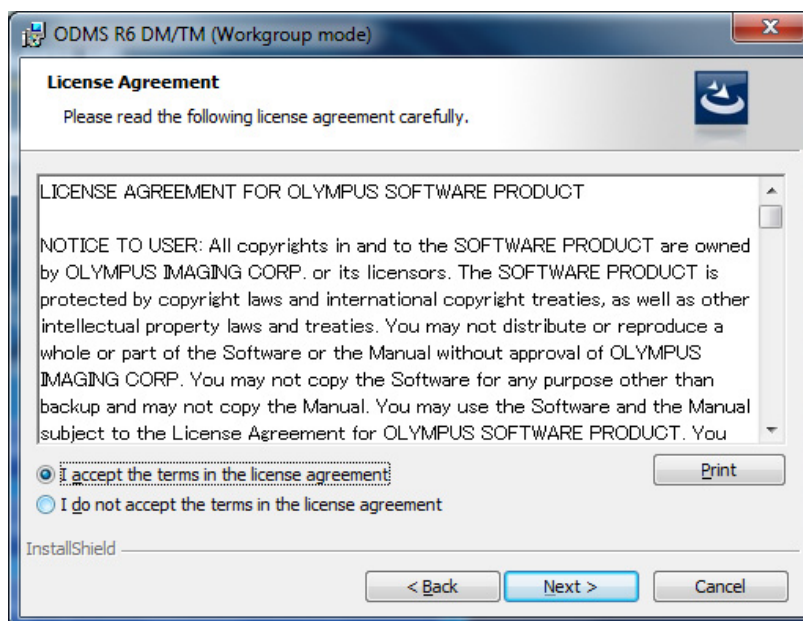 ODMS R6 DM/TM (Workgroup mode)
License Agreement
Please read the following license agreement carefully.
LICENSE AGREEMENT FOR OLYMPUS SOFTWARE PRODUCT
NOTICE TO USER: All copyrights in and to the SOFTWARE PRODUCT are owned
by OLYMPUS IMAGING CORP. or its licensors. The SOFTWARE PRODUCT is
protected by copyright laws and international copyright treaties, as well as other
intellectual property laws and treaties. You may not distribute or reproduce a
whole or part of the Software or the Manual without approval of OLYMPUS
IMAGING CORP. You may not copy the Software for any purpose other than
backup and may not copy the Manual. You may use the Software and the Manual
subject to the License Agreement for OLYMPUS SOFTWARE PRODUCT. You
I accept the terms in the license agreement
Print
I do not accept the terms in the license agreement
InstallShield
< Back
Next >
Cancel